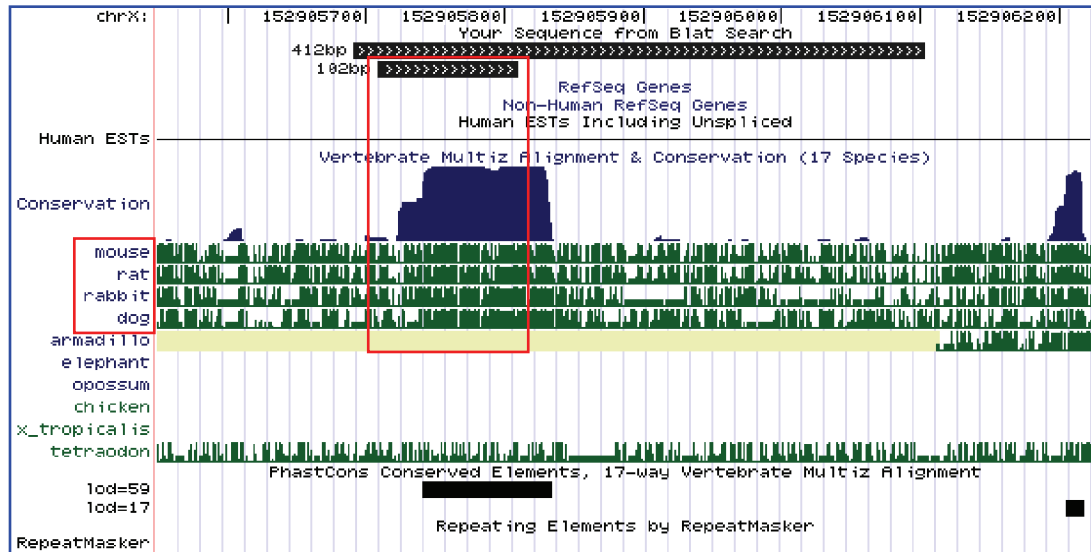 chrX: 152905700 152905800 152905900 152906000 152906100 152906200
Your Sequence from Blat Search
412bp
102bp
RefSeq Genes
Non-Human RefSeq Genes
Human ESTs Including Unspliced
Human ESTs
Vertebrate Multiz Alignment & Conservation (17 Species)
Conservation
mouse
rat
rabbit
dog
armadillo
elephant
opossum
chicken
x_tropicalis
tetraodon
PhastCons Conserved Elements, 17-way Vertebrate Multiz Alignment
lod=59
lod=17
Repeating Elements by RepeatMasker
RepeatMasker